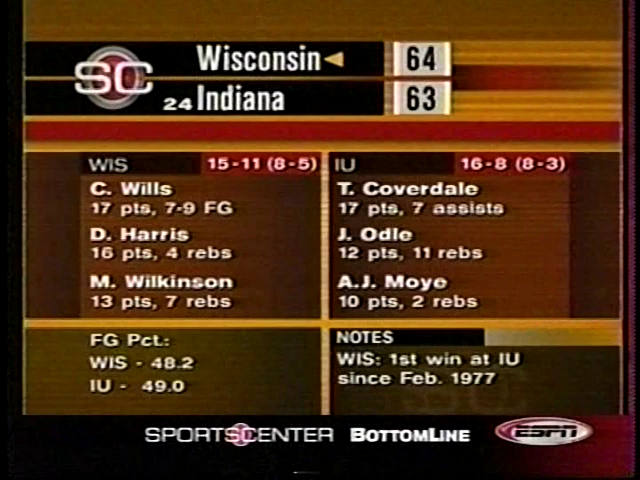 SC
Wisconsin 64
24 Indiana 63
WIS 15-11 (8-5)
C. Wills
17 pts, 7-9 FG
D. Harris
16 pts, 4 rebs
M. Wilkinson
13 pts, 7 rebs
IU 16-8 (8-3)
T. Coverdale
17 pts, 7 assists
J. Odle
12 pts, 11 rebs
A.J. Moye
10 pts, 2 rebs
FG Pct.:
WIS - 48.2
IU - 49.0
NOTES
WIS: 1st win at IU
since Feb. 1977
SPORTSCENTER BOTTOMLINE ESPN